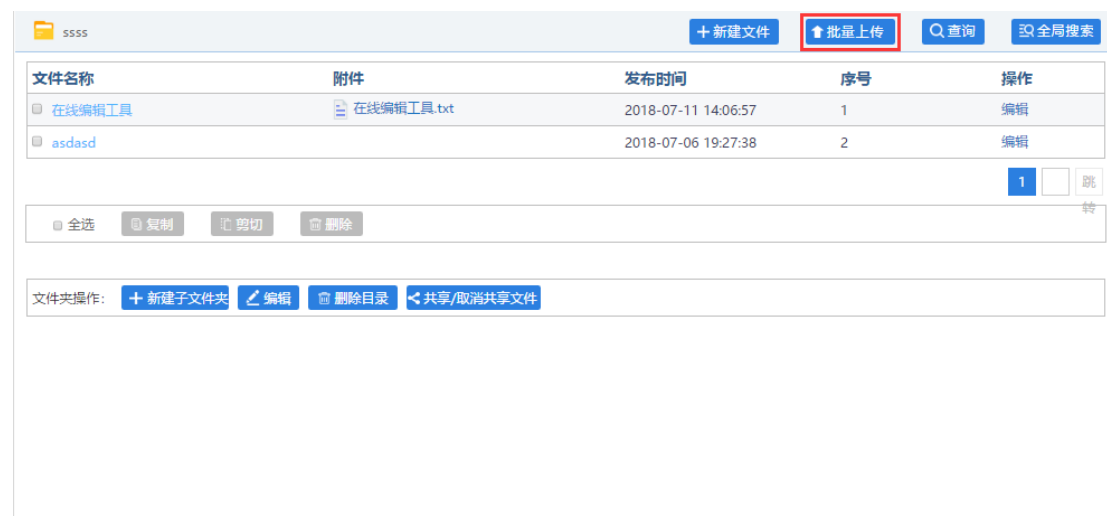 ssss 新建文件 批量上传 查询 全局搜索
文件名称 附件 发布时间 序号 操作
在线编辑工具 在线编辑工具.txt 2018-07-11 14:06:57 1 编辑
asdasd 2018-07-06 19:27:38 2 编辑
1 跳
转
全选 复制 剪切 删除
文件夹操作: 新建子文件夹 编辑 删除目录 共享/取消共享文件